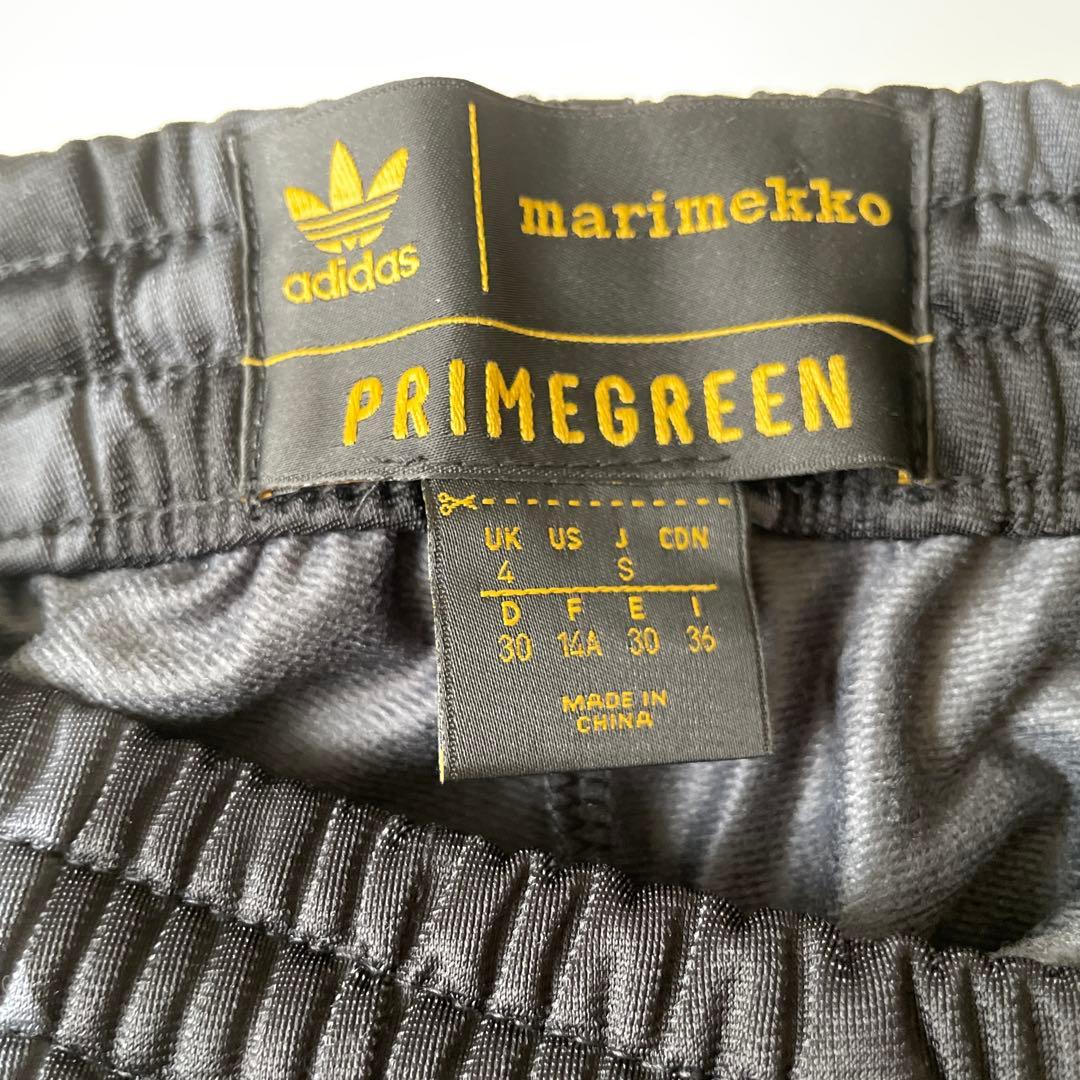 adidas
marimekko
PRIMEGREEN
UK US J CDN
4 S
D F E I
30 14A 30 36
MADE IN
CHINA